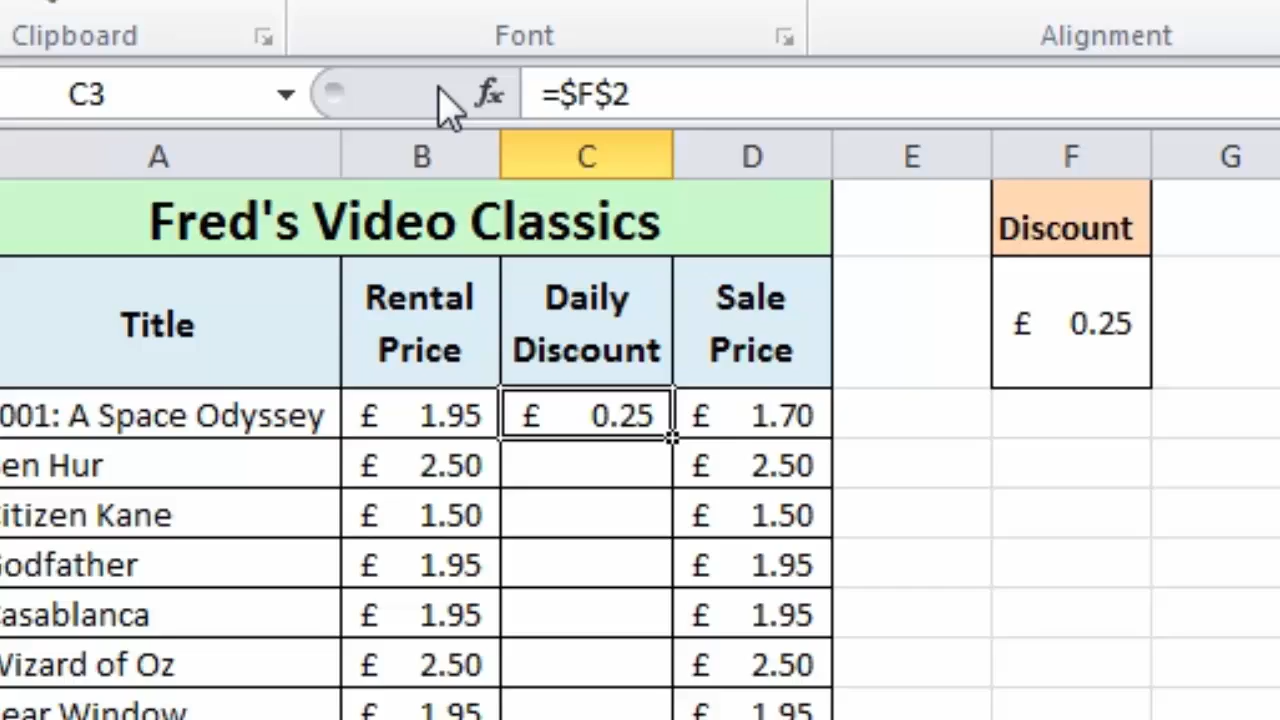 Clipboard Font Alignment
C3 fx =$F$2
A B C D E F G
Fred's Video Classics Discount
Title Rental Price Daily Discount Sale Price £ 0.25
001: A Space Odyssey £ 1.95 £ 0.25 £ 1.70
en Hur £ 2.50 £ 2.50
itizen Kane £ 1.50 £ 1.50
odfather £ 1.95 £ 1.95
asablanca £ 1.95 £ 1.95
Wizard of Oz £ 2.50 £ 2.50
ear Window £ 1.95 £ 1.95